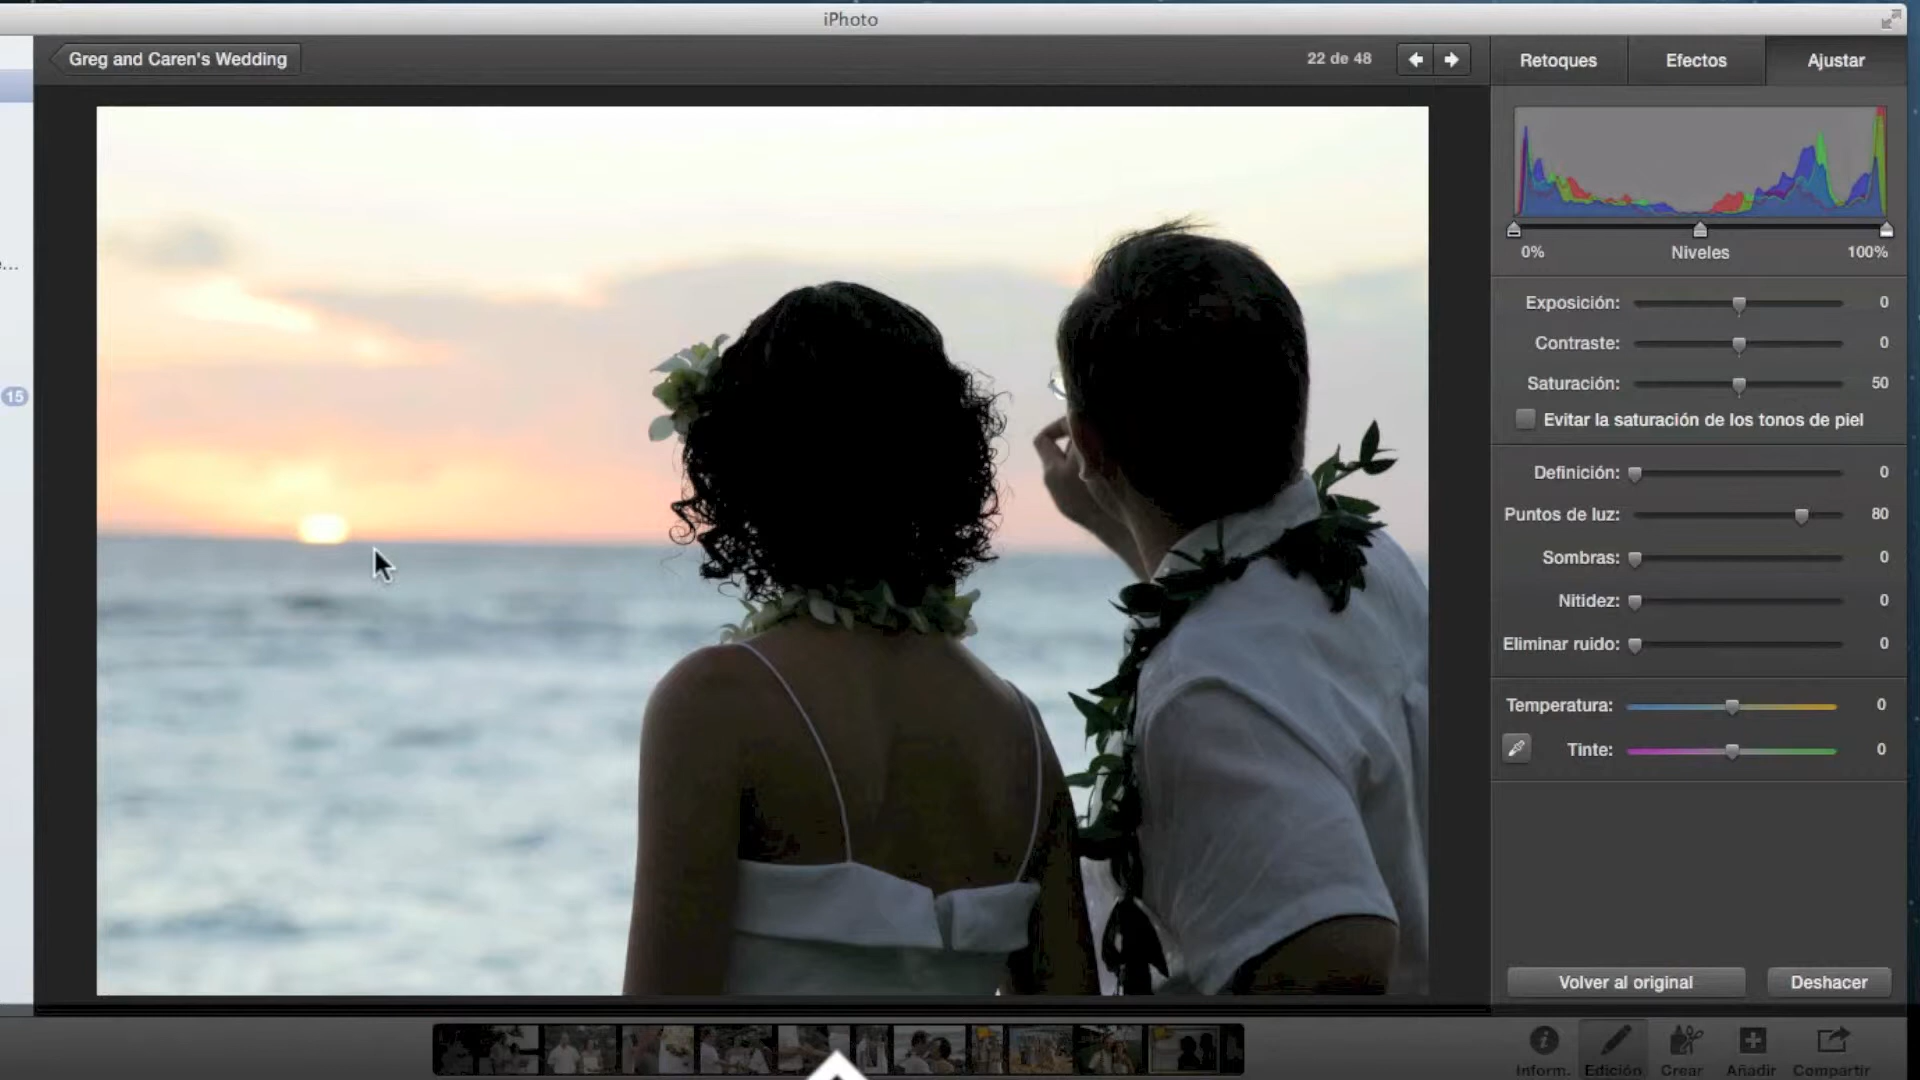 iPhoto
Greg and Caren's Wedding
22 de 48
Retoques
Efectos
Ajustar
0%
Niveles
100%
Exposición: 0
Contraste: 0
Saturación: 50
Evitar la saturación de los tonos de piel
Definición: 0
Puntos de luz: 80
Sombras: 0
Nitidez: 0
Eliminar ruido: 0
Temperatura: 0
Tinte: 0
15
Volver al original
Deshacer
Inform.
Edición
Crear
Añadir
Compartir